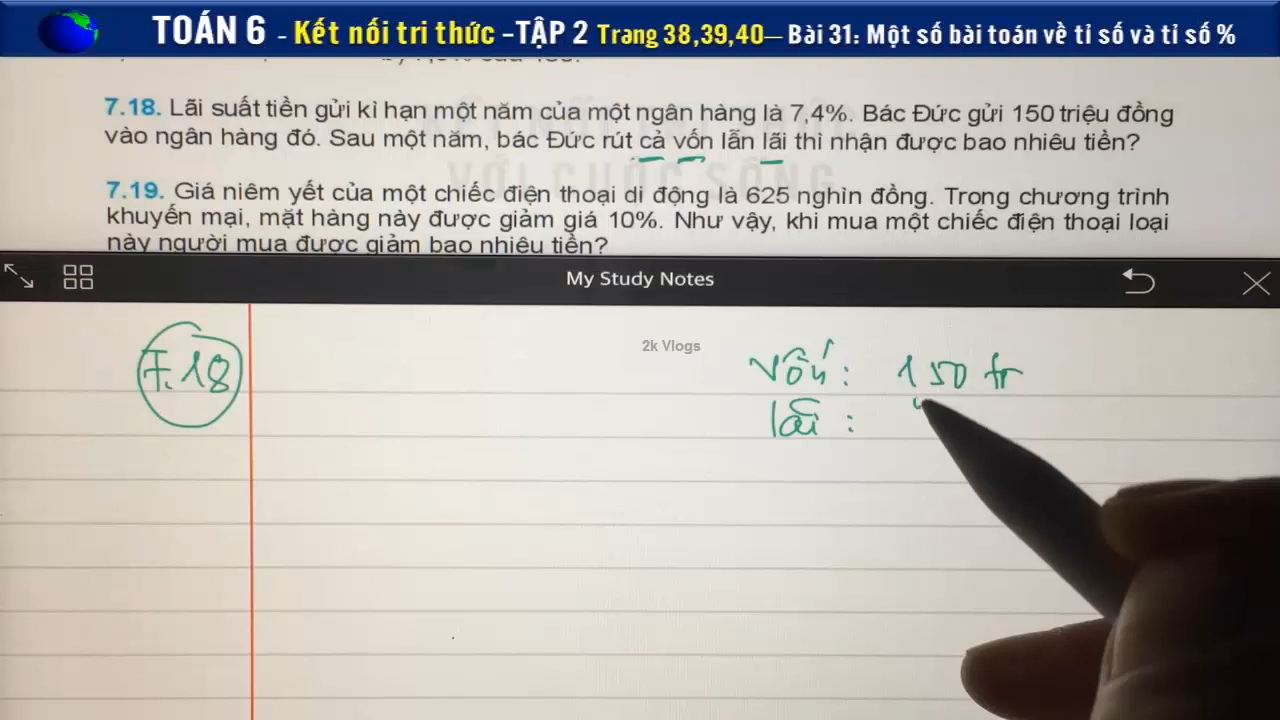 TOÁN 6 - Kết nối tri thức -TẬP 2 Trang 38,39,40— Bài 31: Một số bài toán về tỉ số và tỉ số %
7.18. Lãi suất tiền gửi kì hạn một năm của một ngân hàng là 7,4%. Bác Đức gửi 150 triệu đồng
vào ngân hàng đó. Sau một năm, bác Đức rút cả vốn lẫn lãi thì nhận được bao nhiêu tiền?
VỚI CUỘC SỐNG
7.19. Giá niêm yết của một chiếc điện thoại di động là 625 nghìn đồng. Trong chương trình
khuyến mại, mặt hàng này được giảm giá 10%. Như vậy, khi mua một chiếc điện thoại loại
này người mua được giảm bao nhiêu tiền?
My Study Notes
2k Vlogs
7.18
vốn: 150 tr
lãi: